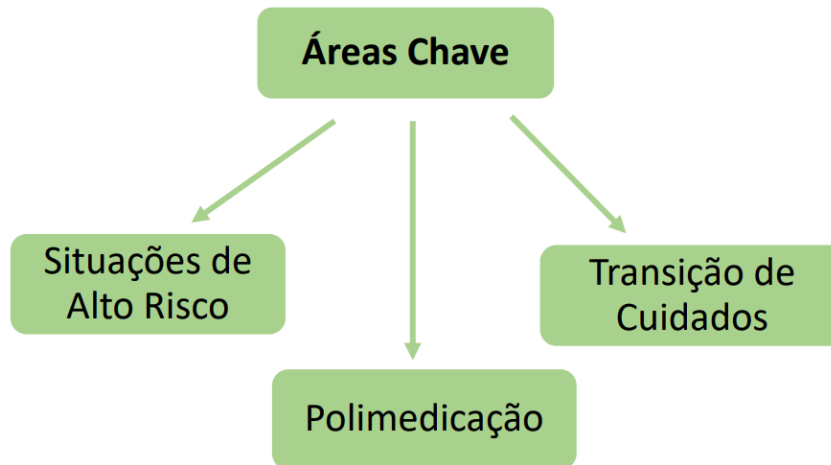 Áreas Chave
Situações de
Alto Risco
Transição de
Cuidados
Polimedicação